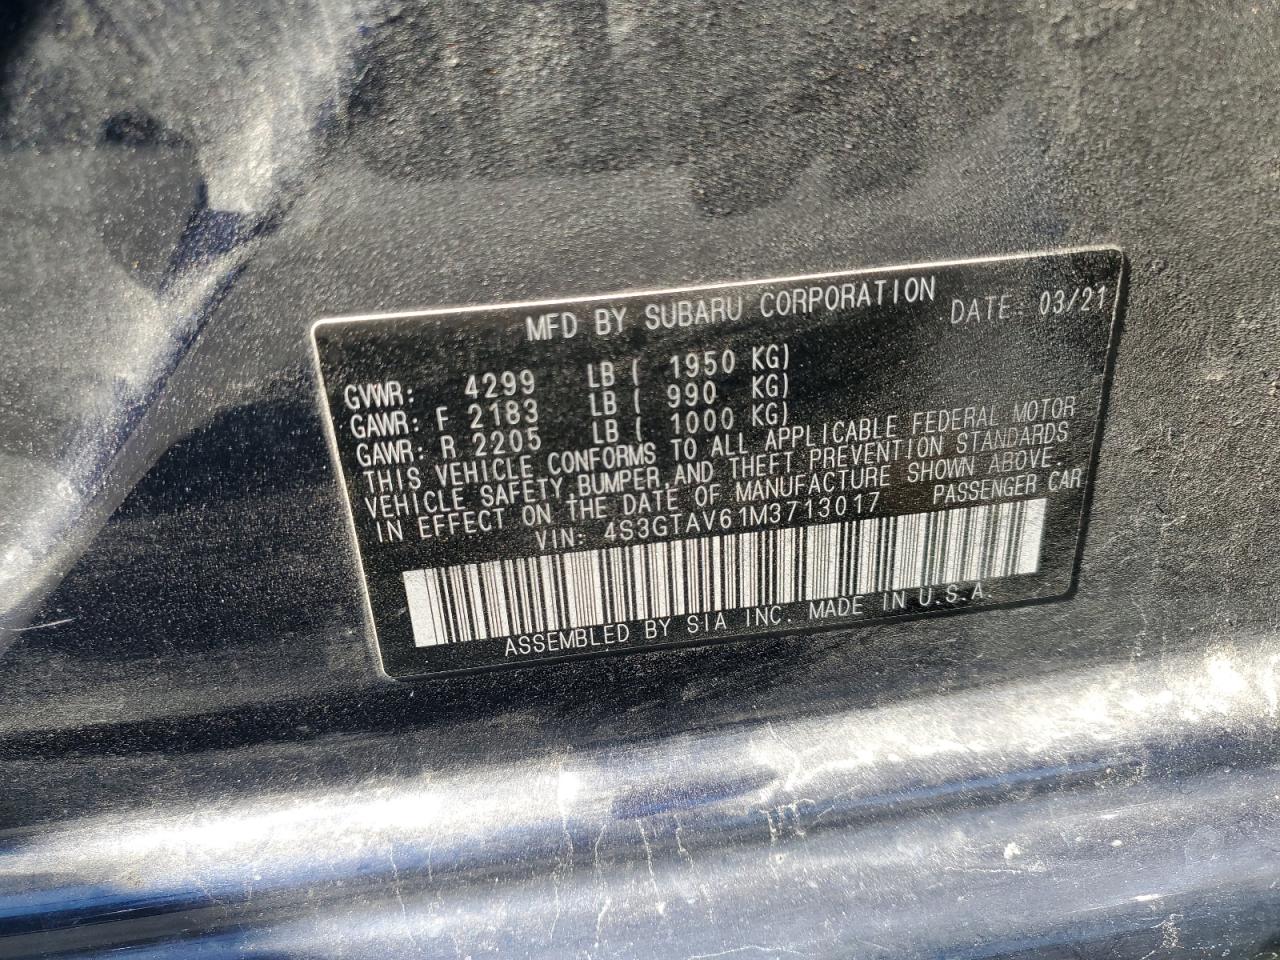 MFD BY SUBARU CORPORATION DATE: 03/21
GVWR: 4299 LB ( 1950 KG)
GAWR: F 2183 LB ( 990 KG)
GAWR: R 2205 LB ( 1000 KG)
THIS VEHICLE CONFORMS TO ALL APPLICABLE FEDERAL MOTOR
VEHICLE SAFETY,BUMPER,AND THEFT PREVENTION STANDARDS
IN EFFECT ON THE DATE OF MANUFACTURE SHOWN ABOVE.
VIN: 4S3GTAV61M3713017 PASSENGER CAR
ASSEMBLED BY SIA INC. MADE IN U.S.A